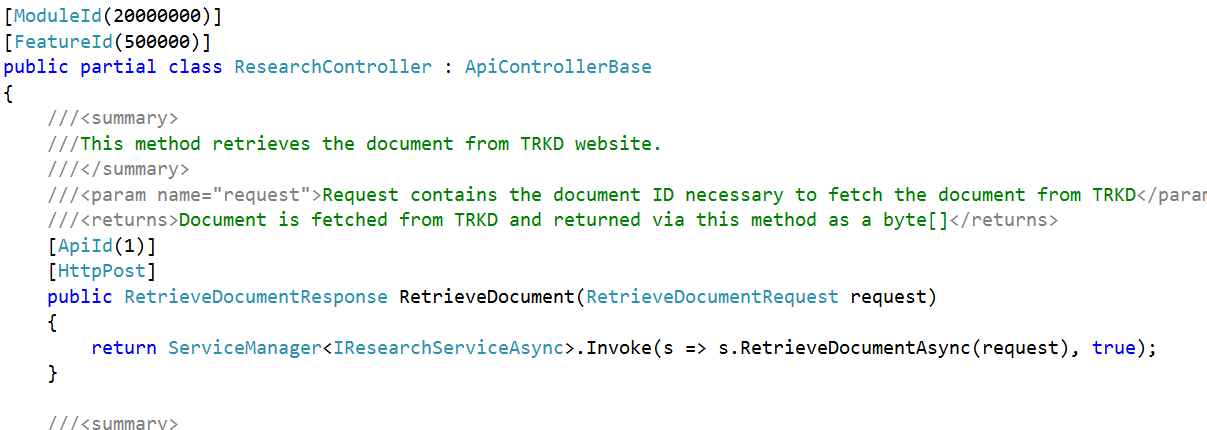 [ModuleId(20000000)]
[FeatureId(500000)]
public partial class ResearchController : ApiControllerBase
{
    ///<summary>
    ///This method retrieves the document from TRKD website.
    ///</summary>
    ///<param name="request">Request contains the document ID necessary to fetch the document from TRKD</para
    ///<returns>Document is fetched from TRKD and returned via this method as a byte[]</returns>
    [ApiId(1)]
    [HttpPost]
    public RetrieveDocumentResponse RetrieveDocument(RetrieveDocumentRequest request)
    {
        return ServiceManager<IResearchServiceAsync>.Invoke(s => s.RetrieveDocumentAsync(request), true);
    }
    ///<summary>